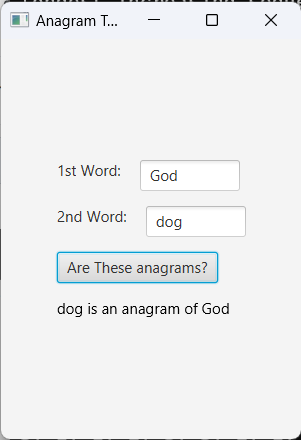 Anagram T...
1st Word: God
2nd Word: dog
Are These anagrams?
dog is an anagram of God